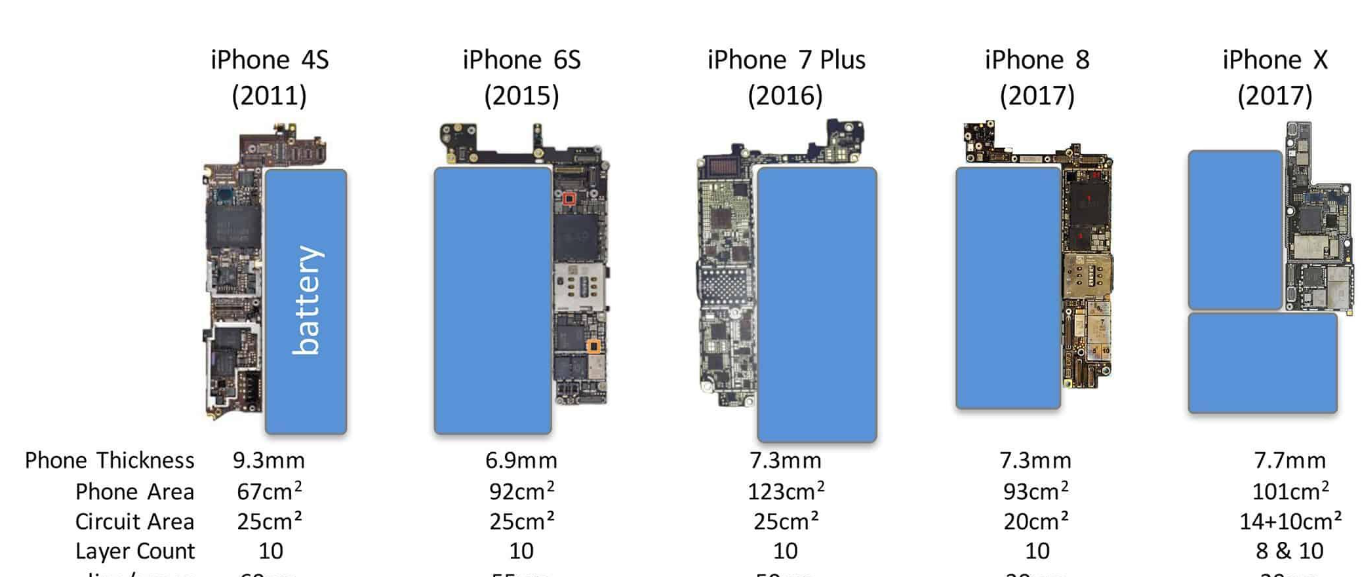 iPhone 4S iPhone 6S iPhone 7 Plus iPhone 8 iPhone X
(2011) (2015) (2016) (2017) (2017)
battery
Phone Thickness 9.3mm 6.9mm 7.3mm 7.3mm 7.7mm
Phone Area 67cm² 92cm² 123cm² 93cm² 101cm²
Circuit Area 25cm² 25cm² 25cm² 20cm² 14+10cm²
Layer Count 10 10 10 10 8 & 10